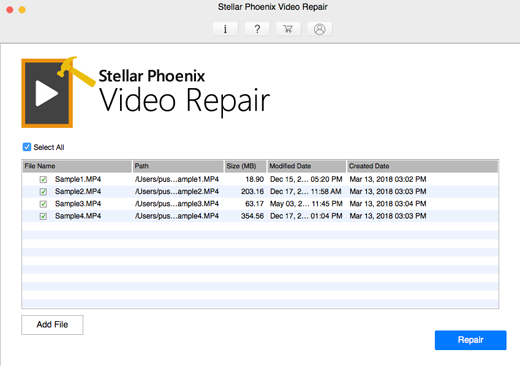 Stellar Phoenix Video Repair
i ?
Stellar Phoenix
Video Repair
Select All
File Name Path Size (MB) Modified Date Created Date
Sample1.MP4 /Users/pus…ample1.MP4 18.90 Dec 15, 2… 05:20 PM Mar 13, 2018 03:02 PM
Sample2.MP4 /Users/pus…ample2.MP4 203.16 Dec 17, 2… 11:58 AM Mar 13, 2018 03:03 PM
Sample3.MP4 /Users/pus…ample3.MP4 63.17 May 03, 2… 11:45 PM Mar 13, 2018 03:04 PM
Sample4.MP4 /Users/pus…ample4.MP4 354.56 Dec 17, 2… 01:04 PM Mar 13, 2018 03:03 PM
Add File
Repair